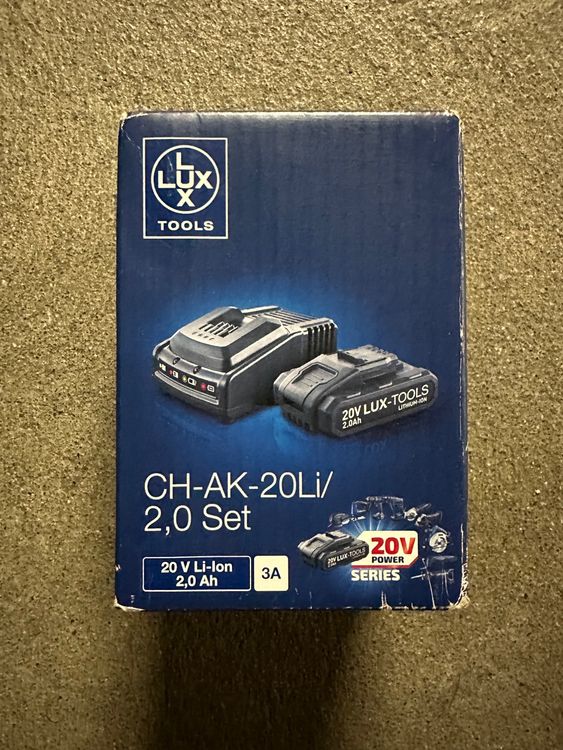 LUX
LUX
TOOLS
20V LUX-TOOLS
2.0Ah LITHIUM-ION
CH-AK-20Li/
2,0 Set
20 V Li-Ion
2,0 Ah
3A
20V LUX-TOOLS
20V
POWER
SERIES